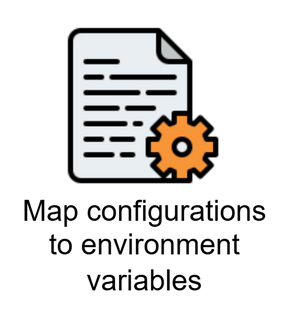 Map configurations
to environment
variables